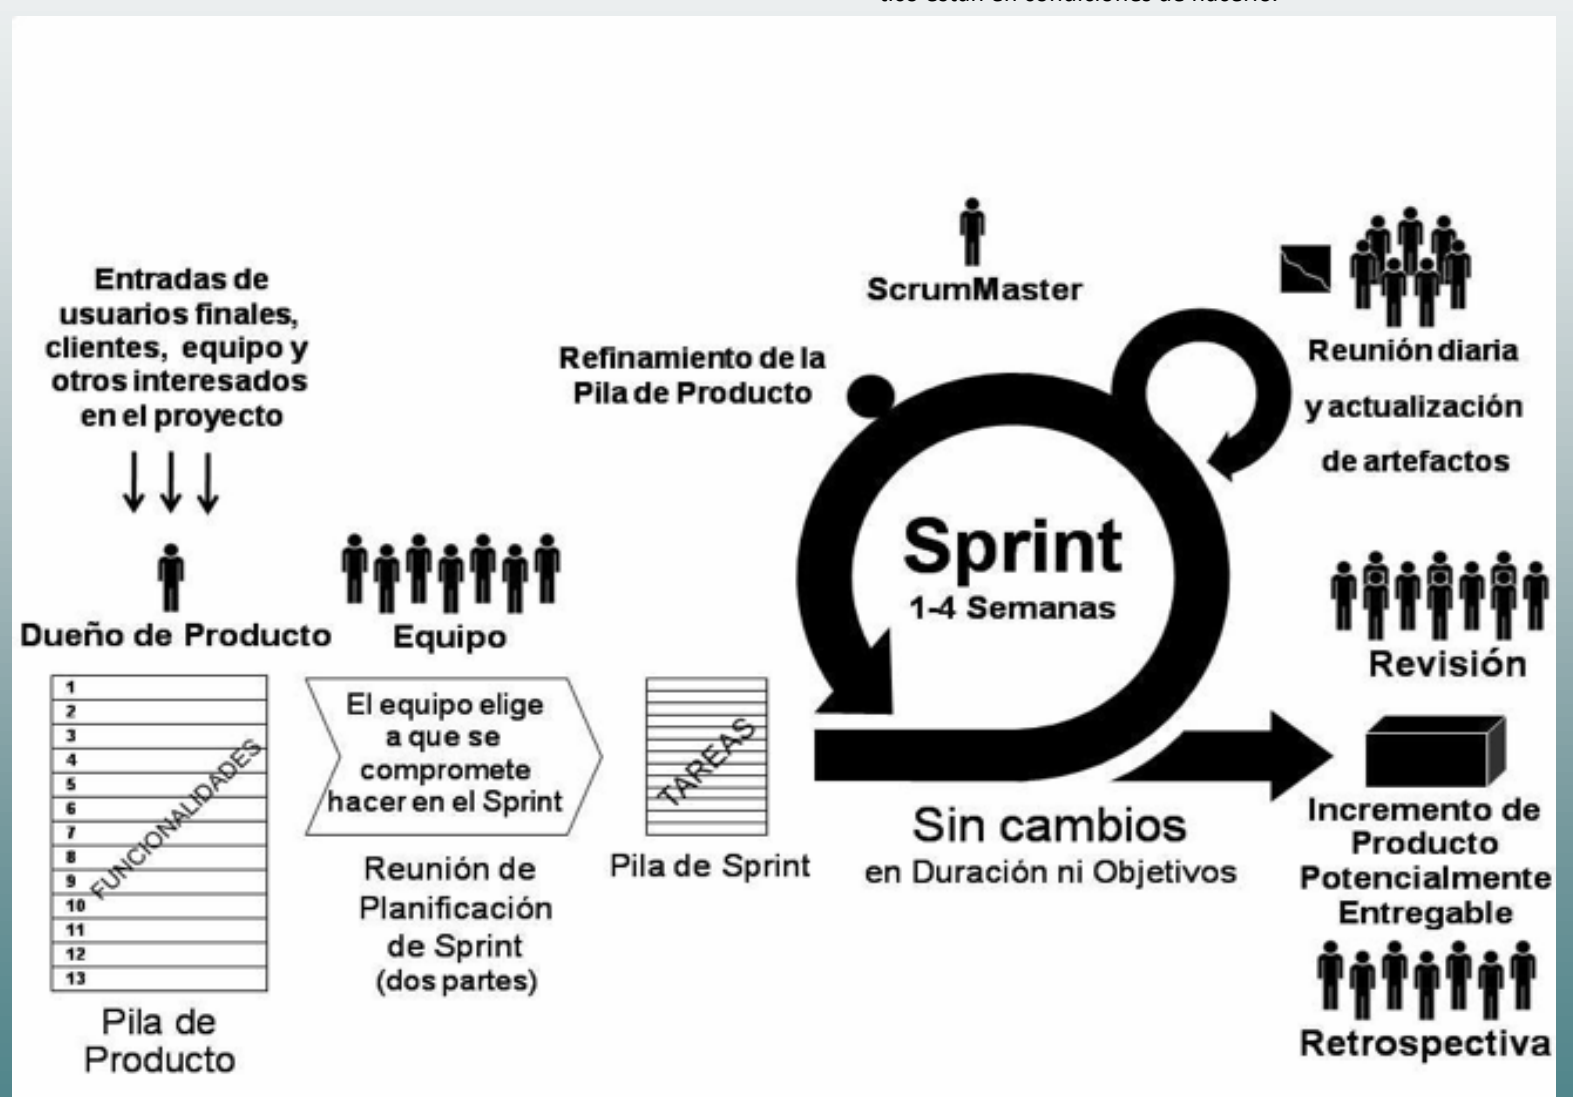 ScrumMaster
Entradas de
usuarios finales,
clientes, equipo y
otros interesados
en el proyecto
Refinamiento de la
Pila de Producto
Reunión diaria
y actualización
de artefactos
Sprint
1-4 Semanas
Dueño de Producto
Equipo
Revisión
1
2
3
4
5
6
7
8
9
10
11
12
13
FUNCIONALIDADES
Pila de
Producto
El equipo elige
a que se
compromete
hacer en el Sprint
Reunión de
Planificación
de Sprint
(dos partes)
TAREAS
Pila de Sprint
Sin cambios
en Duración ni Objetivos
Incremento de
Producto
Potencialmente
Entregable
Retrospectiva